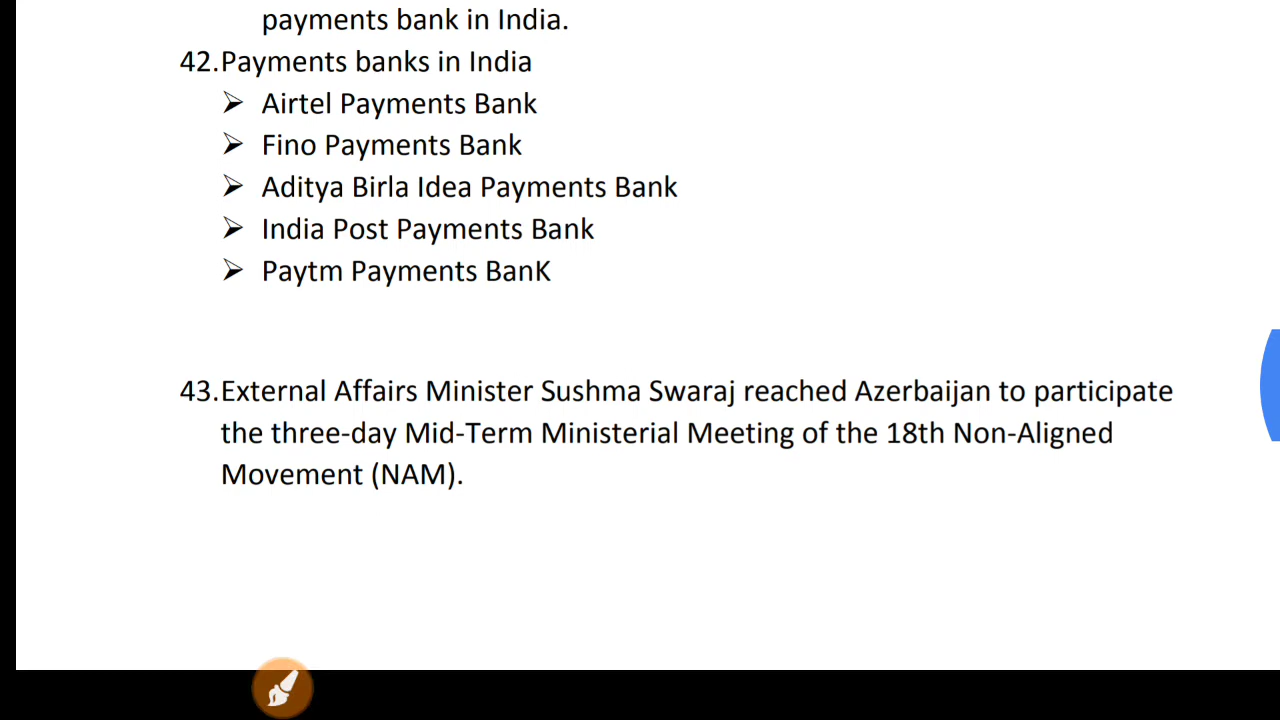 payments bank in India.
42.Payments banks in India
➢ Airtel Payments Bank
➢ Fino Payments Bank
➢ Aditya Birla Idea Payments Bank
➢ India Post Payments Bank
➢ Paytm Payments BanK
43.External Affairs Minister Sushma Swaraj reached Azerbaijan to participate
the three-day Mid-Term Ministerial Meeting of the 18th Non-Aligned
Movement (NAM).